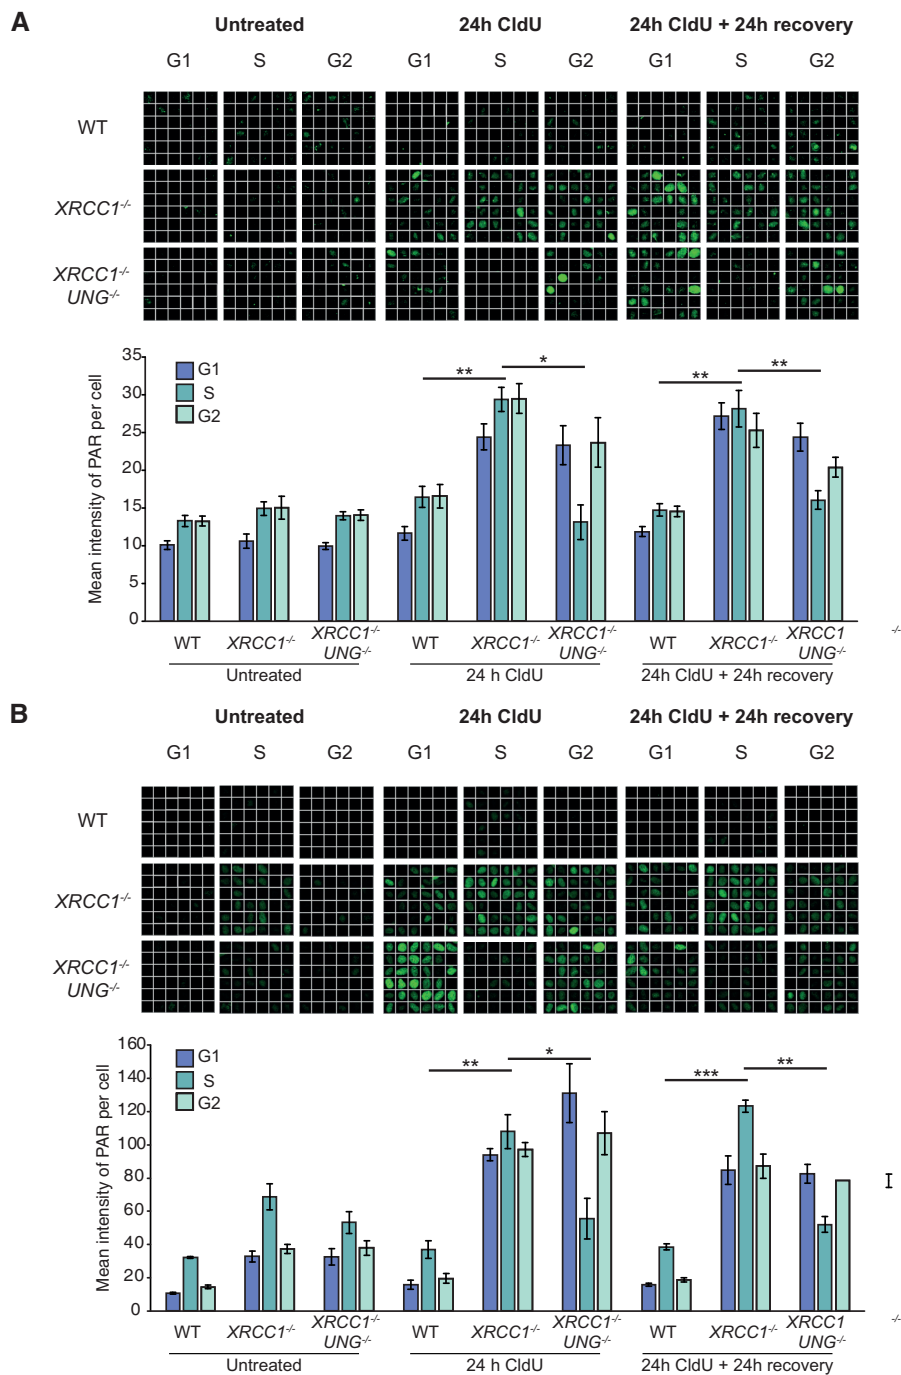 A
Untreated 24h CldU 24h CldU + 24h recovery
G1 S G2 G1 S G2 G1 S G2
WT
XRCC1-/-
XRCC1-/-
UNG-/-
Mean intensity of PAR per cell
35
30
25
20
15
10
5
0
G1
S
G2
** * ** **
WT XRCC1-/- XRCC1-/- UNG-/- WT XRCC1-/- XRCC1-/- UNG-/- WT XRCC1-/- XRCC1 UNG-/- -/-
Untreated 24 h CldU 24h CldU + 24h recovery
B
Untreated 24h CldU 24h CldU + 24h recovery
G1 S G2 G1 S G2 G1 S G2
WT
XRCC1-/-
XRCC1-/-
UNG-/-
Mean intensity of PAR per cell
160
140
120
100
80
60
40
20
0
G1
S
G2
** * *** **
WT XRCC1-/- XRCC1-/- UNG-/- WT XRCC1-/- XRCC1-/- UNG-/- WT XRCC1-/- XRCC1 UNG-/- -/-
Untreated 24 h CldU 24h CldU + 24h recovery